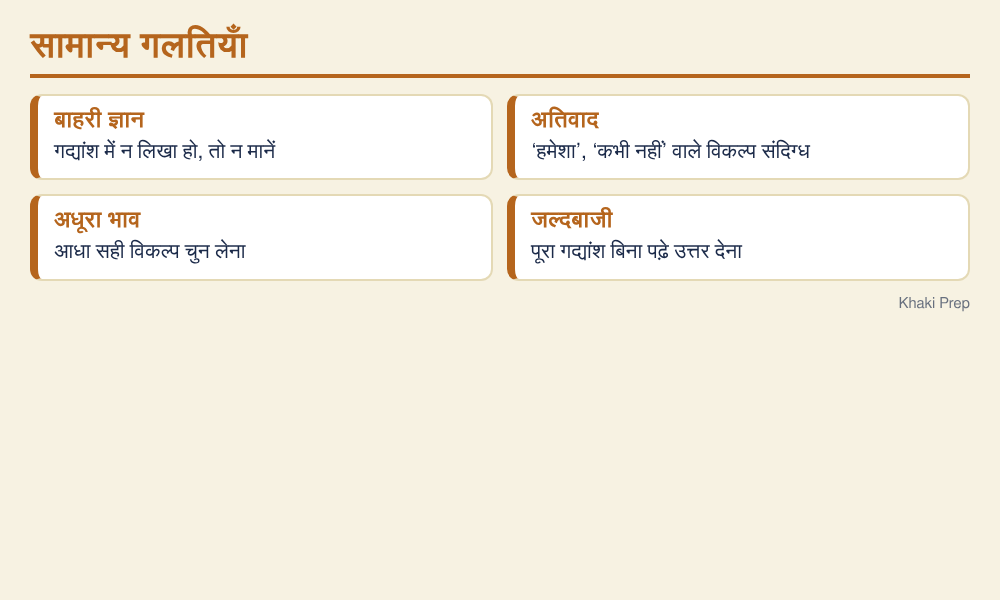 सामान्य गलतियाँ
बाहरी ज्ञान
गद्यांश में न लिखा हो, तो न मानें
अतिवाद
‘हमेशा’, ‘कभी नहीं’ वाले विकल्प संदिग्ध
अधूरा भाव
आधा सही विकल्प चुन लेना
जल्दबाजी
पूरा गद्यांश बिना पढ़े उत्तर देना
Khaki Prep